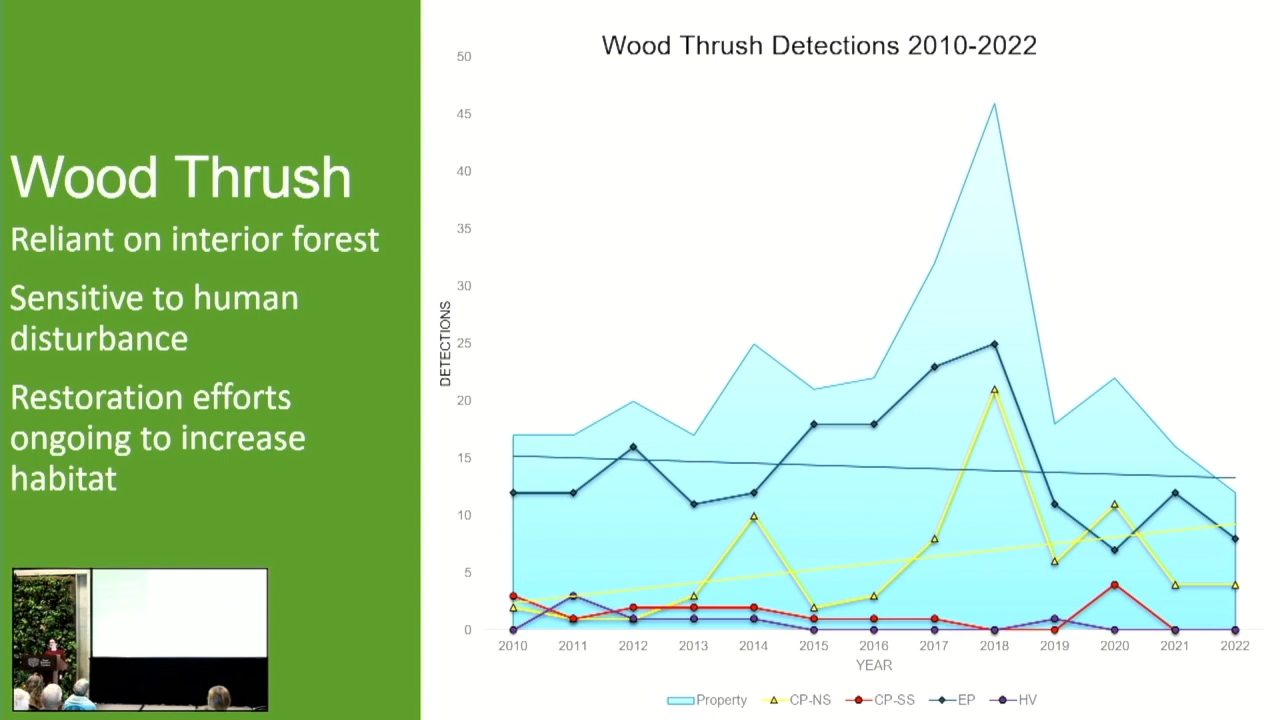 Wood Thrush
Reliant on interior forest
Sensitive to human
disturbance
Restoration efforts
ongoing to increase
habitat
Wood Thrush Detections 2010-2022
DETECTIONS
50
45
40
35
30
25
20
15
10
5
0
2010 2011 2012 2013 2014 2015 2016 2017 2018 2019 2020 2021 2022
YEAR
Property CP-NS CP-SS EP HV